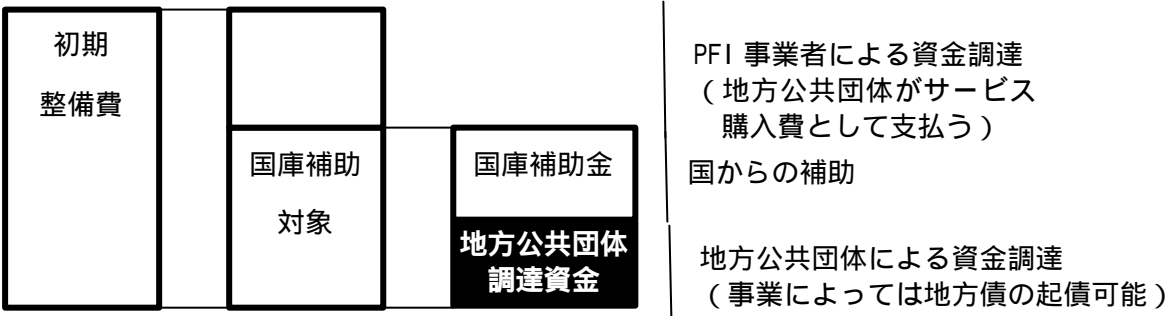 初期
整備費
国庫補助
対象
国庫補助金
地方公共団体
調達資金
PFI 事業者による資金調達
（地方公共団体がサービス
購入費として支払う）
国からの補助
地方公共団体による資金調達
（事業によっては地方債の起債可能）